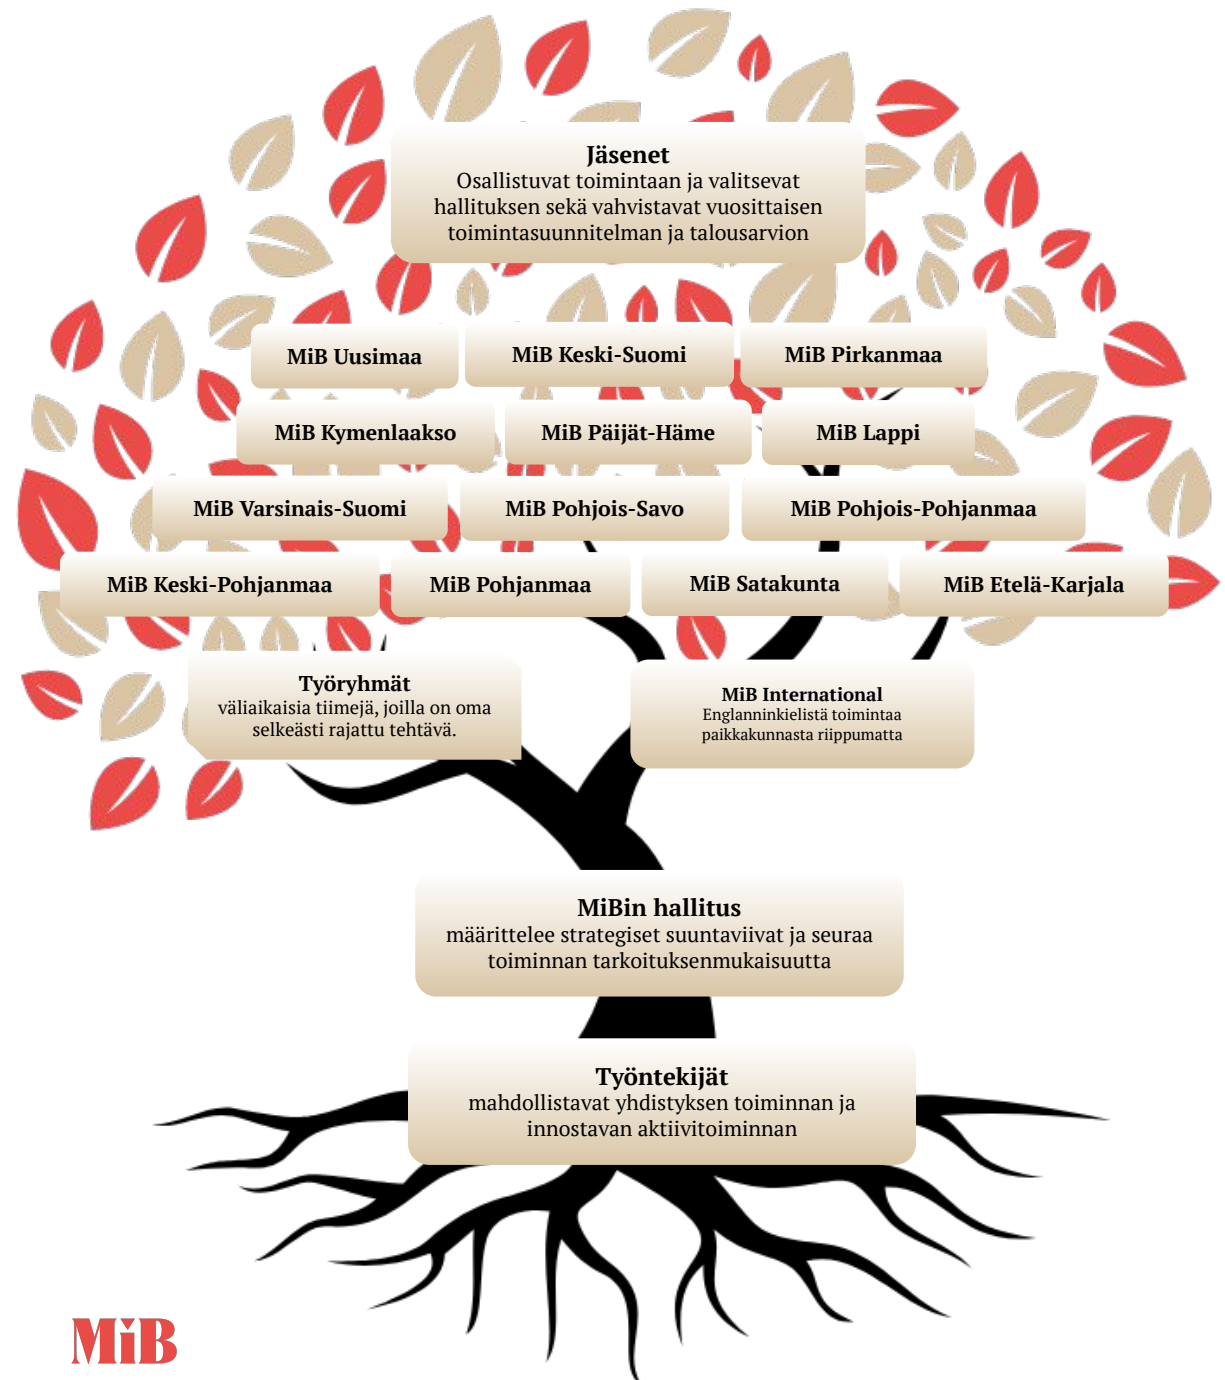 Jäsenet
Osallistuvat toimintaan ja valitsevat
hallituksen sekä vahvistavat vuosittaisen
toimintasuunnitelman ja talousarvion
MiB Uusimaa
MiB Keski-Suomi
MiB Pirkanmaa
MiB Kymenlaakso
MiB Päijät-Häme
MiB Lappi
MiB Varsinais-Suomi
MiB Pohjois-Savo
MiB Pohjois-Pohjanmaa
MiB Keski-Pohjanmaa
MiB Pohjanmaa
MiB Satakunta
MiB Etelä-Karjala
Työryhmät
väliaikaisia tiimejä, joilla on oma
selkeästi rajattu tehtävä.
MiB International
Englanninkielistä toimintaa
paikkakunnasta riippumatta
MiBin hallitus
määrittelee strategiset suuntaviivat ja seuraa
toiminnan tarkoituksenmukaisuutta
Työntekijät
mahdollistavat yhdistyksen toiminnan ja
innostavan aktiivitoiminnan
MiB